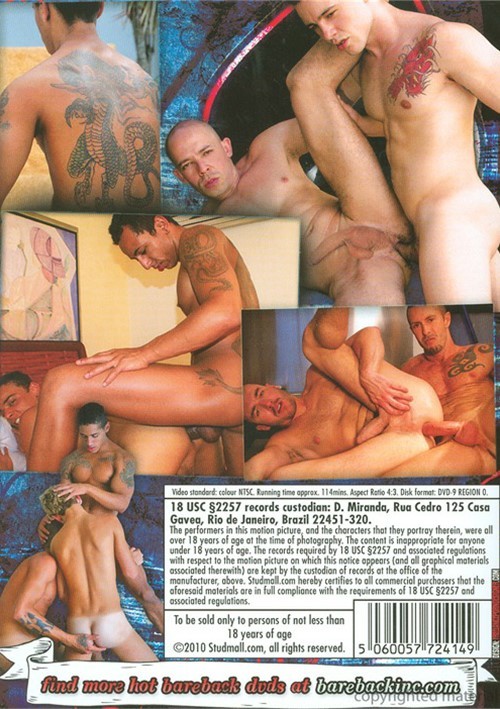 Video standard: colour NTSC. Running time approx. 114mins. Aspect Ratio 4:3. Disk format: DVD-9 REGION 0.
18 USC §2257 records custodian: D. Miranda, Rua Cedro 125 Casa
Gavea, Rio de Janeiro, Brazil 22451-320.
The performers in this motion picture, and the characters that they portray therein, were all
over 18 years of age at the time of photography. The content is inappropriate for anyone
under 18 years of age. The records required by 18 USC §2257 and associated regulations
with respect to the motion picture on which this notice appears (and all graphical materials
associated therewith) are kept by the custodian of records at the office of the
manufacturer, above. Studmall.com hereby certifies to all commercial purchasers that the
aforesaid materials are in full compliance with the requirements of 18 USC §2257 and
associated regulations.
To be sold only to persons of not less than
18 years of age
©2010 Studmall.com, all rights reserved.
5 060057 724149
find more hot bareback dvds at barebackinc.com
copyrighted mate